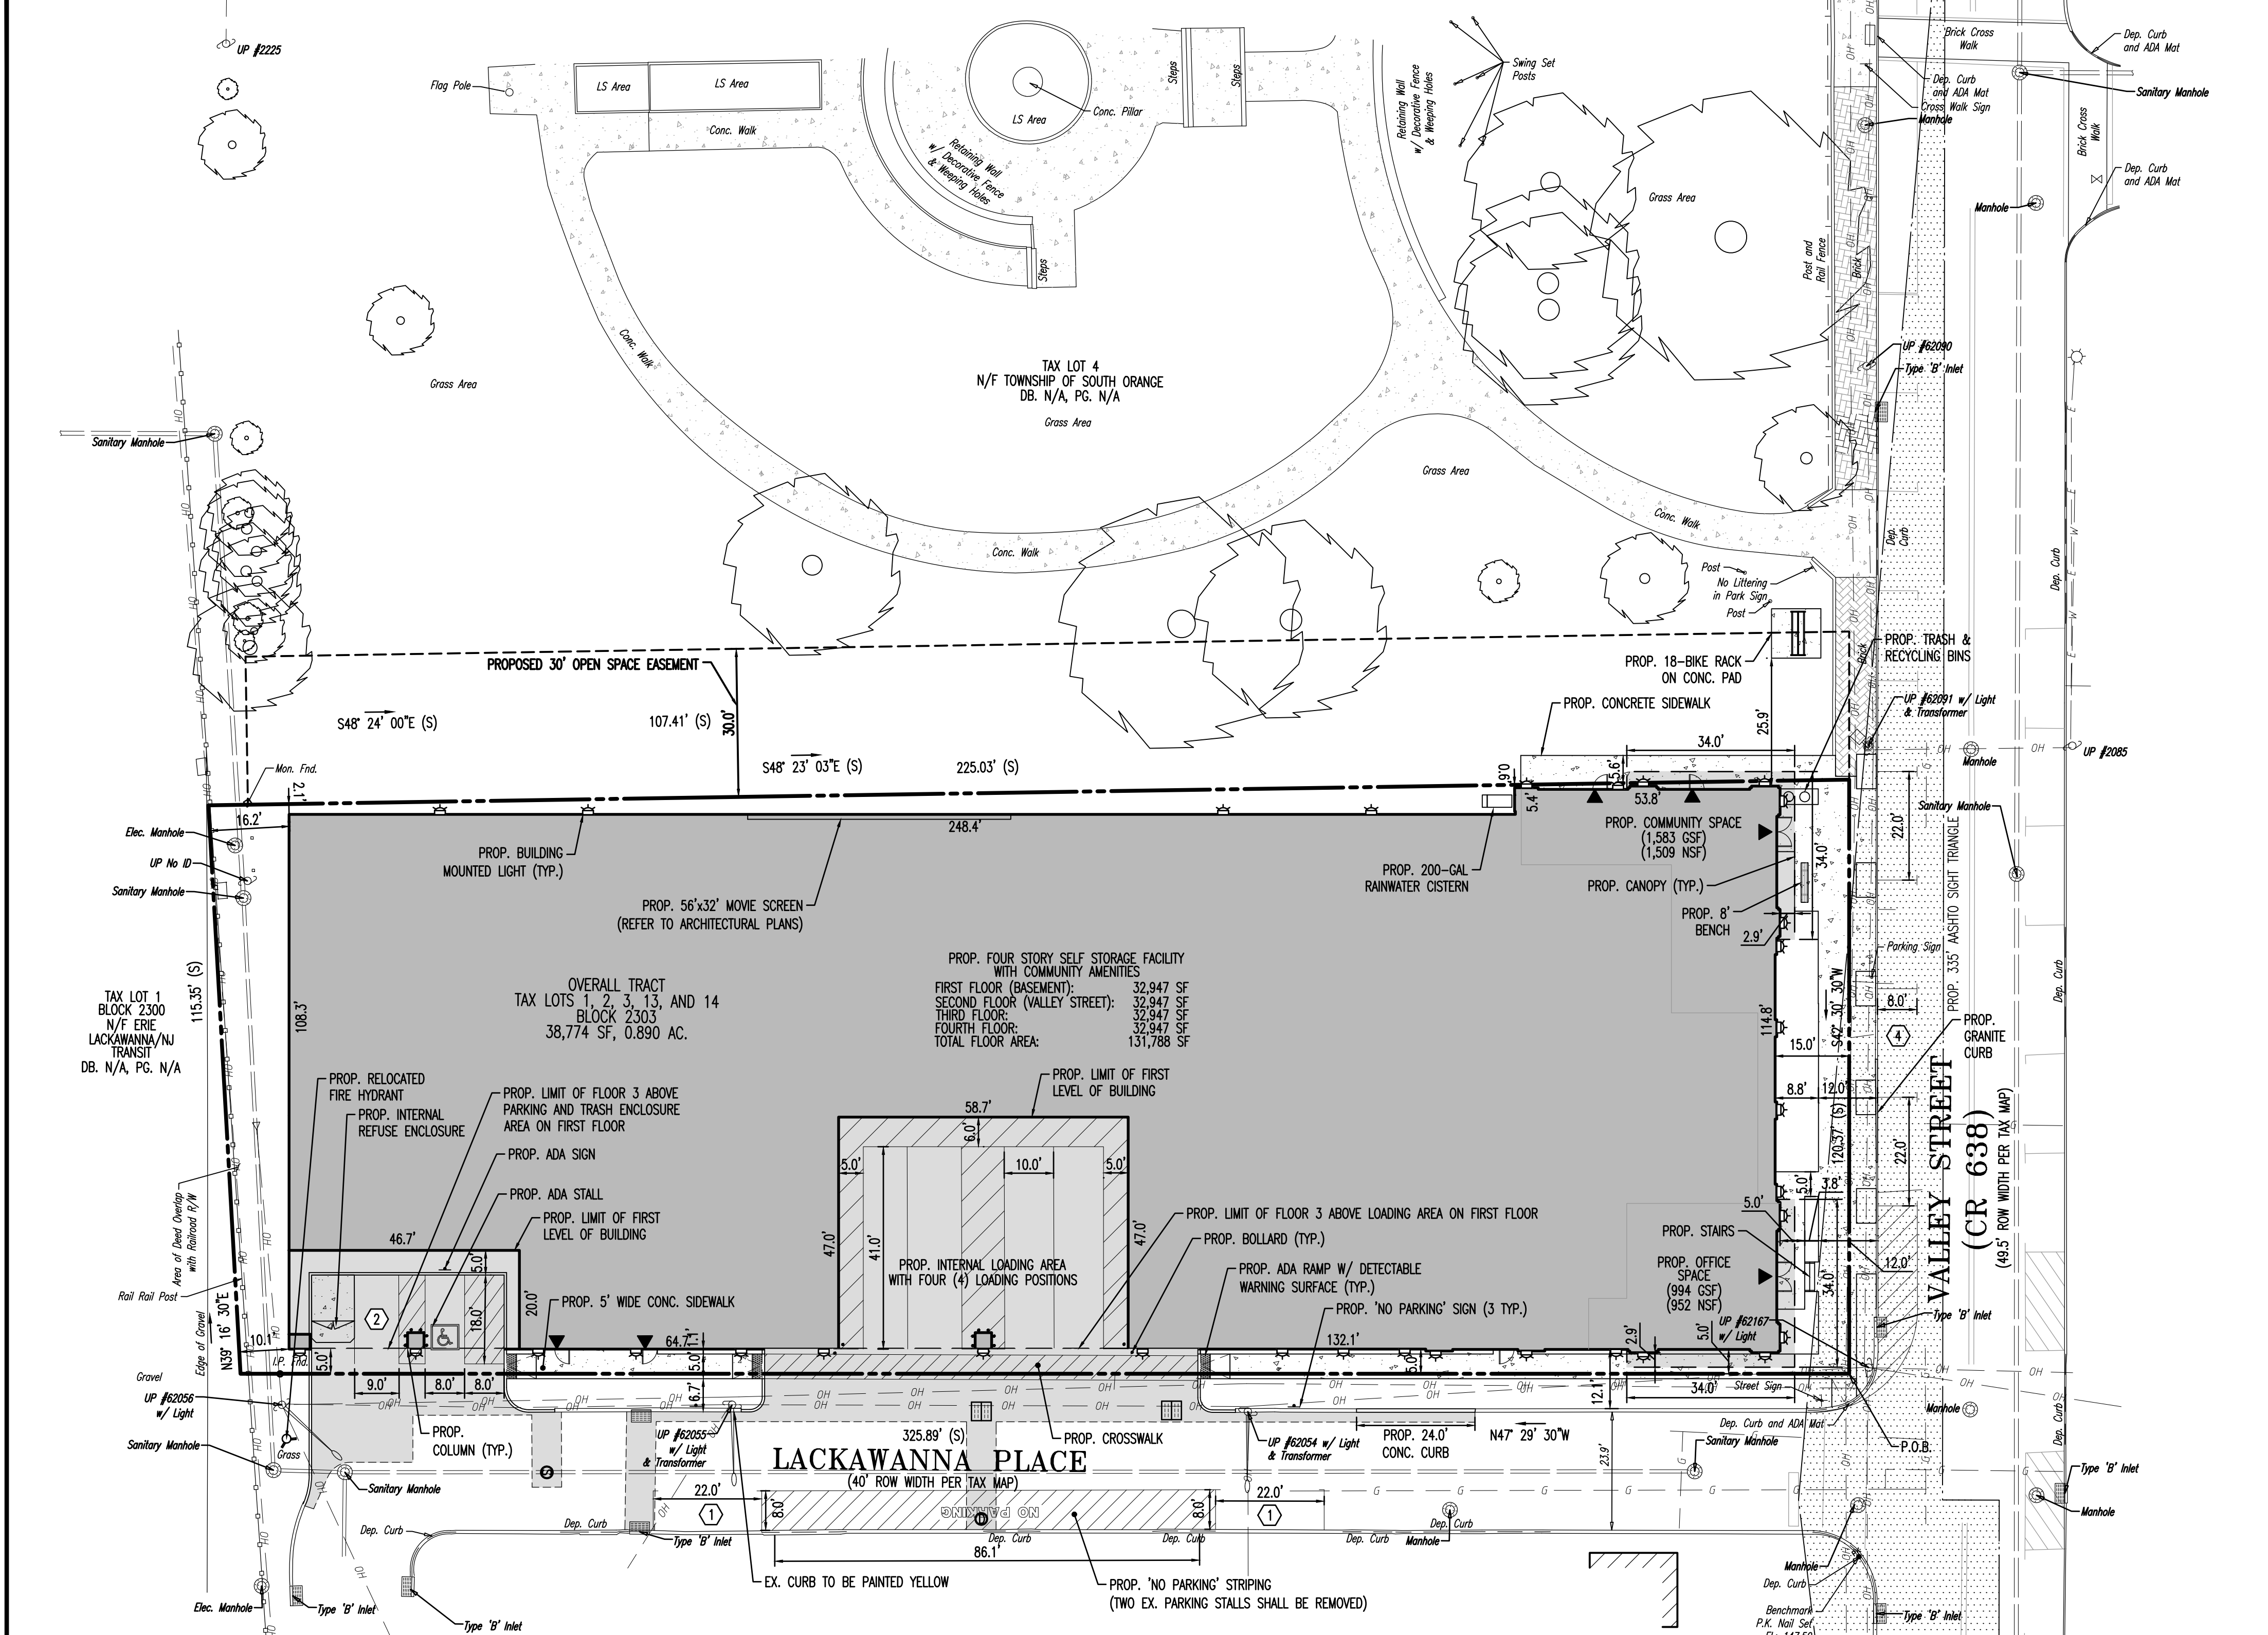 UP #2225
Flag Pole
LS Area
LS Area
Conc. Walk
Retaining Wall
w/ Decorative Fence
& Weeping Holes
LS Area
Conc. Pillar
Steps
Steps
Steps
Retaining Wall
w/ Decorative Fence
& Weeping Holes
Swing Set
Posts
Grass Area
Post and
Rail Fence
Brick
Brick Cross
Walk
Dep. Curb
and ADA Mat
Dep. Curb
and ADA Mat
Cross Walk Sign
Manhole
Sanitary Manhole
Brick Cross
Walk
Dep. Curb
and ADA Mat
Manhole
UP #62090
Type 'B' Inlet
Conc. Walk
Grass Area
TAX LOT 4
N/F TOWNSHIP OF SOUTH ORANGE
DB. N/A, PG. N/A
Grass Area
Grass Area
Sanitary Manhole
Conc. Walk
Conc. Walk
Dep.
Curb
Dep. Curb
Post
No Littering
in Park Sign
Post
PROPOSED 30' OPEN SPACE EASEMENT
30.0'
S48° 24' 00"E (S)
107.41' (S)
S48° 23' 03"E (S)
225.03' (S)
PROP. 18-BIKE RACK
ON CONC. PAD
PROP. CONCRETE SIDEWALK
25.9'
34.0'
Brick
PROP. TRASH &
RECYCLING BINS
UP #62091 w/ Light
& Transformer
Manhole
UP #2085
Mon. Fnd.
2.1'
16.2'
Elec. Manhole
UP No ID
Sanitary Manhole
PROP. BUILDING
MOUNTED LIGHT (TYP.)
248.4'
PROP. 56'x32' MOVIE SCREEN
(REFER TO ARCHITECTURAL PLANS)
0.6'
5.4'
5.6'
53.8'
PROP. COMMUNITY SPACE
(1,583 GSF)
(1,509 NSF)
PROP. 200-GAL
RAINWATER CISTERN
PROP. CANOPY (TYP.)
PROP. 8'
BENCH
2.9'
34.0'
22.0'
Sanitary Manhole
PROP. 335' AASHTO SIGHT TRIANGLE
Parking Sign
8.0'
4
PROP.
GRANITE
CURB
TAX LOT 1
BLOCK 2300
N/F ERIE
LACKAWANNA/NJ
TRANSIT
DB. N/A, PG. N/A
115.35' (S)
108.3'
OVERALL TRACT
TAX LOTS 1, 2, 3, 13, AND 14
BLOCK 2303
38,774 SF, 0.890 AC.
PROP. FOUR STORY SELF STORAGE FACILITY
WITH COMMUNITY AMENITIES
FIRST FLOOR (BASEMENT): 32,947 SF
SECOND FLOOR (VALLEY STREET): 32,947 SF
THIRD FLOOR: 32,947 SF
FOURTH FLOOR: 32,947 SF
TOTAL FLOOR AREA: 131,788 SF
114.8'
S42° 30' 30"W
15.0'
8.8'
12.0'
120.37' (S)
22.0'
Dep. Curb
PROP. RELOCATED
FIRE HYDRANT
PROP. INTERNAL
REFUSE ENCLOSURE
PROP. LIMIT OF FLOOR 3 ABOVE
PARKING AND TRASH ENCLOSURE
AREA ON FIRST FLOOR
PROP. ADA SIGN
PROP. ADA STALL
PROP. LIMIT OF FIRST
LEVEL OF BUILDING
46.7'
5.0'
18.0'
20.0'
2
PROP. 5' WIDE CONC. SIDEWALK
64.7'
PROP. LIMIT OF FIRST
LEVEL OF BUILDING
58.7'
6.0'
5.0'
10.0'
5.0'
47.0'
41.0'
47.0'
PROP. INTERNAL LOADING AREA
WITH FOUR (4) LOADING POSITIONS
PROP. LIMIT OF FLOOR 3 ABOVE LOADING AREA ON FIRST FLOOR
PROP. BOLLARD (TYP.)
PROP. ADA RAMP W/ DETECTABLE
WARNING SURFACE (TYP.)
PROP. 'NO PARKING' SIGN (3 TYP.)
132.1'
PROP. STAIRS
PROP. OFFICE
SPACE
(994 GSF)
(952 NSF)
UP #62167
w/ Light
5.0'
5.0'
3.8'
34.0'
12.0'
VALLEY STREET
(CR 638)
(49.5' ROW WIDTH PER TAX MAP)
Type 'B' Inlet
Area of Deed Overlap
with Railroad R/W
Rail Rail Post
Edge of Gravel
N39° 16' 30"E
10.1'
I.P. Fnd.
5.0'
Gravel
UP #62056
w/ Light
9.0'
8.0'
8.0'
PROP.
COLUMN (TYP.)
Sanitary Manhole
Grass
Sanitary Manhole
1.1'
5.0'
6.7'
UP #62055
w/ Light
& Transformer
325.89' (S)
PROP. CROSSWALK
LACKAWANNA PLACE
(40' ROW WIDTH PER TAX MAP)
5.0'
2.9'
5.0'
12.1'
34.0'
Street Sign
UP #62054 w/ Light
& Transformer
PROP. 24.0'
CONC. CURB
N47° 29' 30"W
23.9'
Dep. Curb and ADA Mat
Sanitary Manhole
P.O.B.
Manhole
Dep. Curb
Type 'B' Inlet
Manhole
22.0'
1
8.0'
NO PARKING
8.0'
22.0'
1
Dep. Curb
Dep. Curb
Type 'B' Inlet
Dep. Curb
Dep. Curb
86.1'
Dep. Curb
Manhole
Dep. Curb
EX. CURB TO BE PAINTED YELLOW
PROP. 'NO PARKING' STRIPING
(TWO EX. PARKING STALLS SHALL BE REMOVED)
Elec. Manhole
Type 'B' Inlet
Type 'B' Inlet
Manhole
Dep. Curb
Benchmark
P.K. Nail Set
Type 'B' Inlet